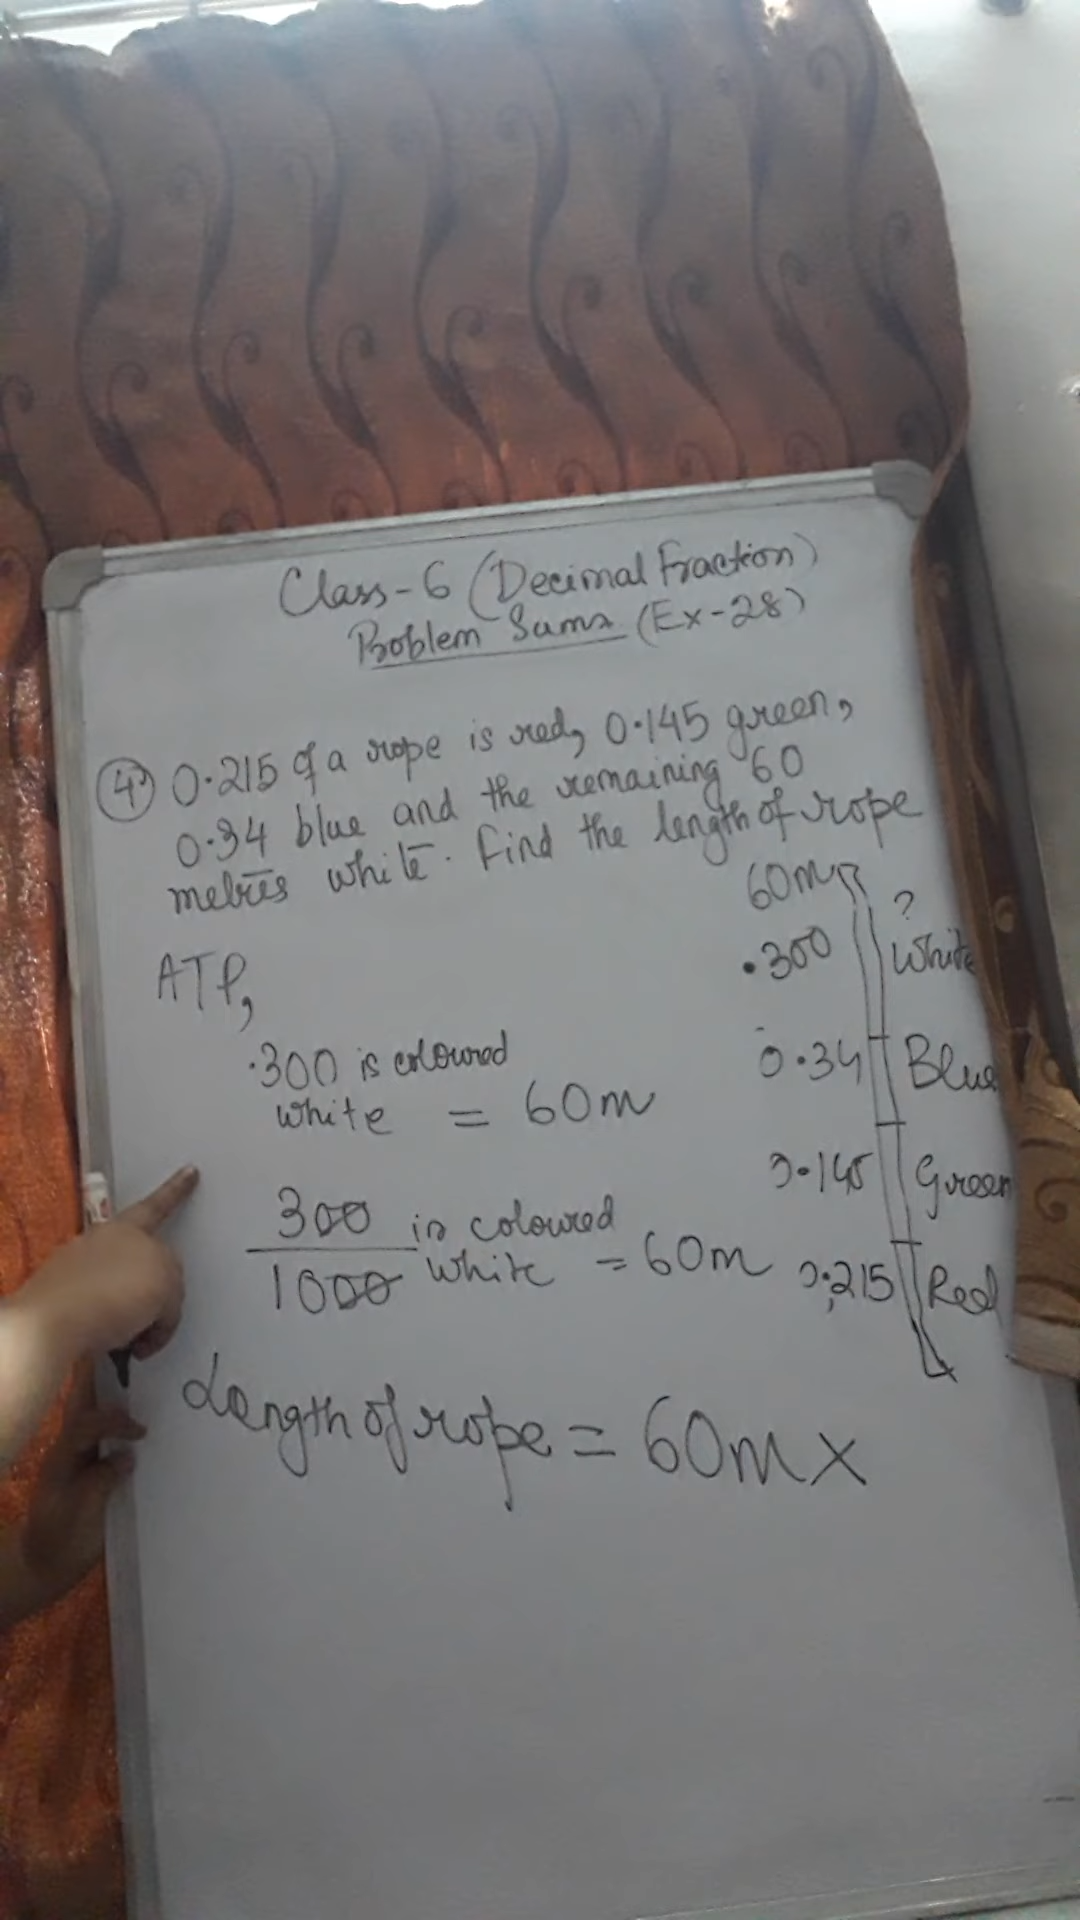 Class-6 (Decimal Fraction)
Problem Sums (Ex-28)
4) 0.215 of a rope is red, 0.145 green,
0.34 blue and the remaining 60
metres white. Find the length of rope
60m
?
.300 White
0.34 Blue
0.145 Green
0.215 Red
ATP,
.300 is coloured
white = 60m
300 is coloured
1000 white = 60m
Length of rope = 60m x